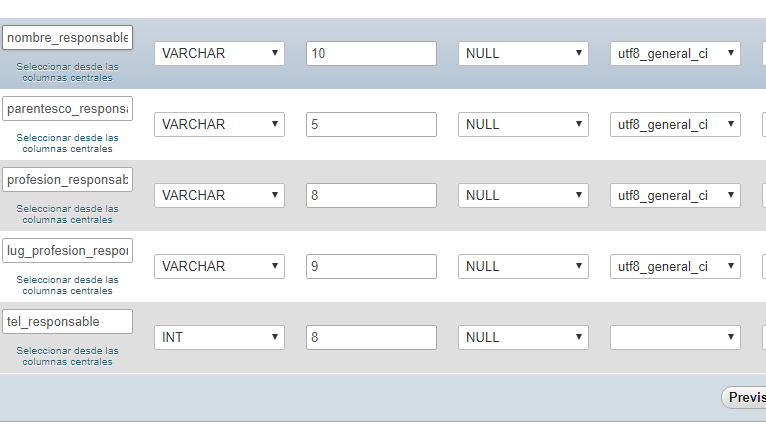 nombre_responsable
VARCHAR
10
NULL
utf8_general_ci
Seleccionar desde las
columnas centrales
parentesco_responsa
VARCHAR
5
NULL
utf8_general_ci
Seleccionar desde las
columnas centrales
profesion_responsab
VARCHAR
8
NULL
utf8_general_ci
Seleccionar desde las
columnas centrales
lug_profesion_respon
VARCHAR
9
NULL
utf8_general_ci
Seleccionar desde las
columnas centrales
tel_responsable
INT
8
NULL
Seleccionar desde las
columnas centrales
Previs